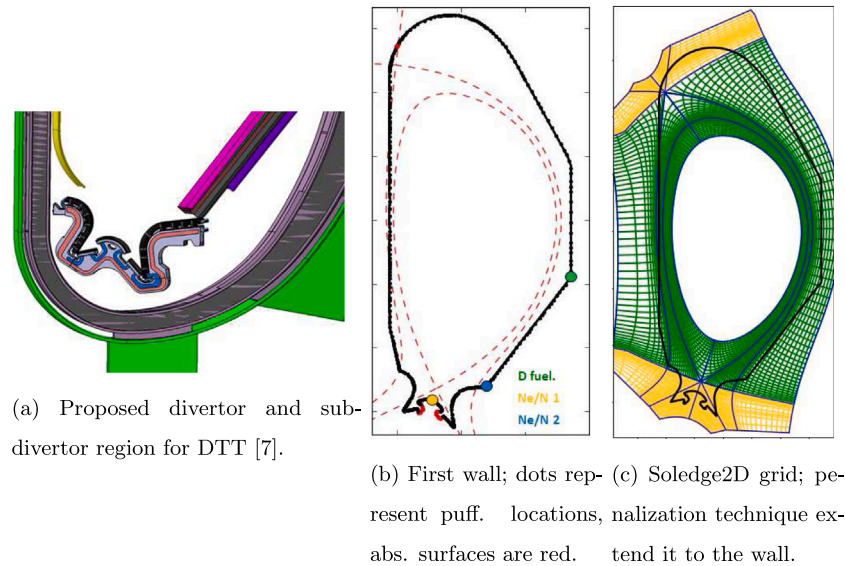 D fuel.
Ne/N 1
Ne/N 2
(a) Proposed divertor and sub-
divertor region for DTT [7].
(b) First wall; dots rep-
resent puff. locations,
abs. surfaces are red.
(c) Soledge2D grid; pe-
nalization technique ex-
tend it to the wall.